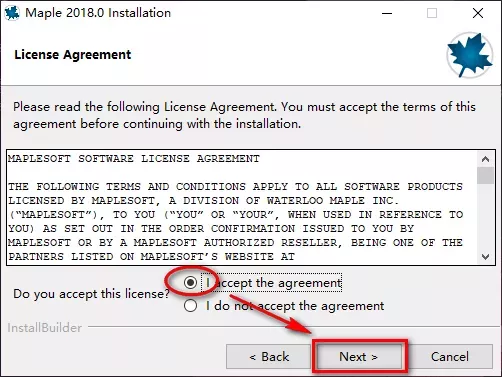 Maple 2018.0 Installation
License Agreement
Please read the following License Agreement. You must accept the terms of this
agreement before continuing with the installation.
MAPLESOFT SOFTWARE LICENSE AGREEMENT
THE FOLLOWING TERMS AND CONDITIONS APPLY TO ALL SOFTWARE PRODUCTS
LICENSED BY MAPLESOFT, A DIVISION OF WATERLOO MAPLE INC.
(“MAPLESOFT”), TO YOU (“YOU” OR “YOUR”, WHEN USED IN REFERENCE TO
YOU) AS SET OUT IN THE ORDER CONFIRMATION ISSUED TO YOU BY
MAPLESOFT OR BY A MAPLESOFT AUTHORIZED RESELLER, BEING ONE OF THE
PARTNERS LISTED ON MAPLESOFT’S WEBSITE AT
Do you accept this license?
I accept the agreement
I do not accept the agreement
InstallBuilder
< Back
Next >
Cancel